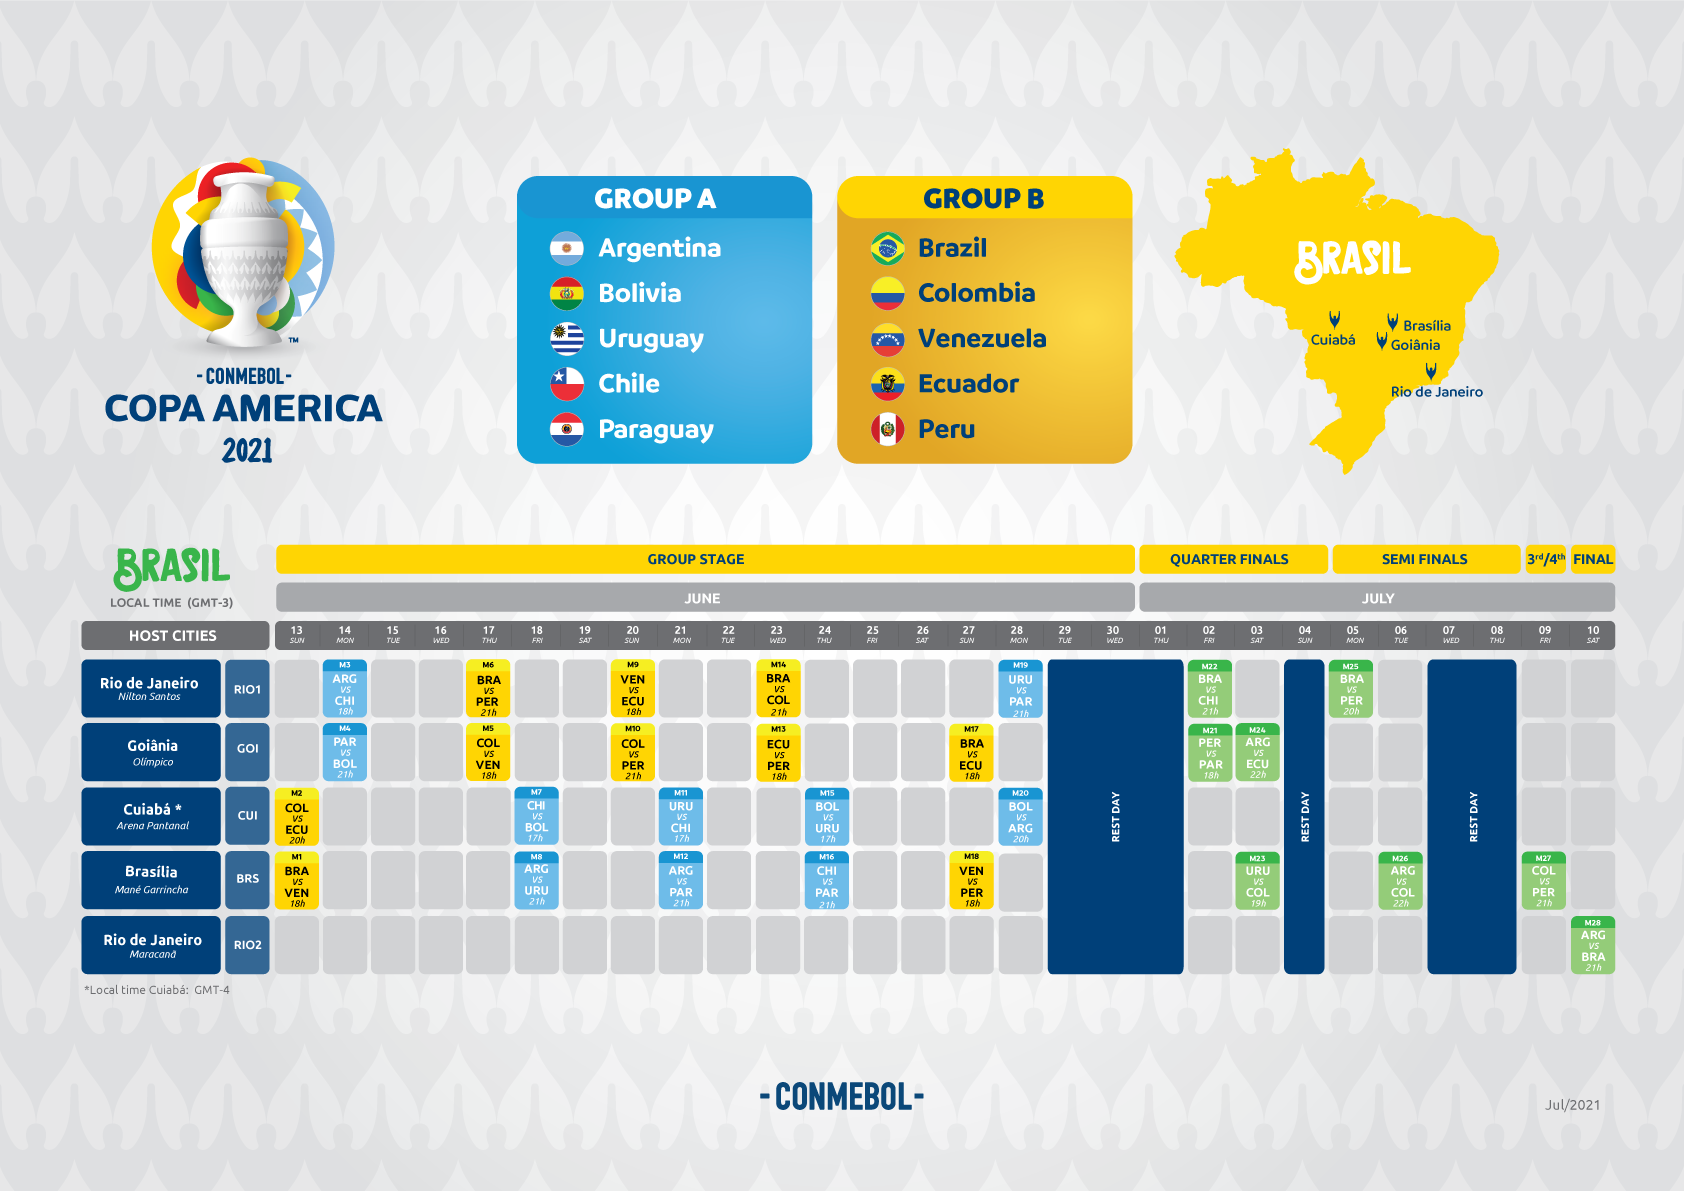 CONMEBOL
COPA AMERICA
2021
TM
GROUP A
Argentina
Bolivia
Uruguay
Chile
Paraguay
GROUP B
Brazil
Colombia
Venezuela
Ecuador
Peru
BRASIL
Cuiabá
Brasília
Goiânia
Rio de Janeiro
BRASIL
LOCAL TIME (GMT-3)
GROUP STAGE
QUARTER FINALS
SEMI FINALS
3rd/4th
FINAL
JUNE
JULY
HOST CITIES
13 SUN
14 MON
15 TUE
16 WED
17 THU
18 FRI
19 SAT
20 SUN
21 MON
22 TUE
23 WED
24 THU
25 FRI
26 SAT
27 SUN
28 MON
29 TUE
30 WED
01 THU
02 FRI
03 SAT
04 SUN
05 MON
06 TUE
07 WED
08 THU
09 FRI
10 SAT
Rio de Janeiro
Nilton Santos
RIO1
M3 ARG VS CHI 18h
M6 BRA VS PER 21h
M9 VEN VS ECU 18h
M14 BRA VS COL 21h
M19 URU VS PAR 21h
M22 BRA VS CHI 21h
M25 BRA VS PER 20h
Goiânia
Olímpico
GOI
M4 PAR VS BOL 21h
M5 COL VS VEN 18h
M10 COL VS PER 21h
M13 ECU VS PER 18h
M17 BRA VS ECU 18h
M21 PER VS PAR 18h
M24 ARG VS ECU 22h
Cuiabá *
Arena Pantanal
CUI
M2 COL VS ECU 20h
M7 CHI VS BOL 17h
M11 URU VS CHI 17h
M15 BOL VS URU 17h
M20 BOL VS ARG 20h
REST DAY
REST DAY
REST DAY
Brasília
Mané Garrincha
BRS
M1 BRA VS VEN 18h
M8 ARG VS URU 21h
M12 ARG VS PAR 21h
M16 CHI VS PAR 21h
M18 VEN VS PER 18h
M23 URU VS COL 19h
M26 ARG VS COL 22h
M27 COL VS PER 21h
Rio de Janeiro
Maracanã
RIO2
M28 ARG VS BRA 21h
*Local time Cuiabá: GMT-4
CONMEBOL
Jul/2021